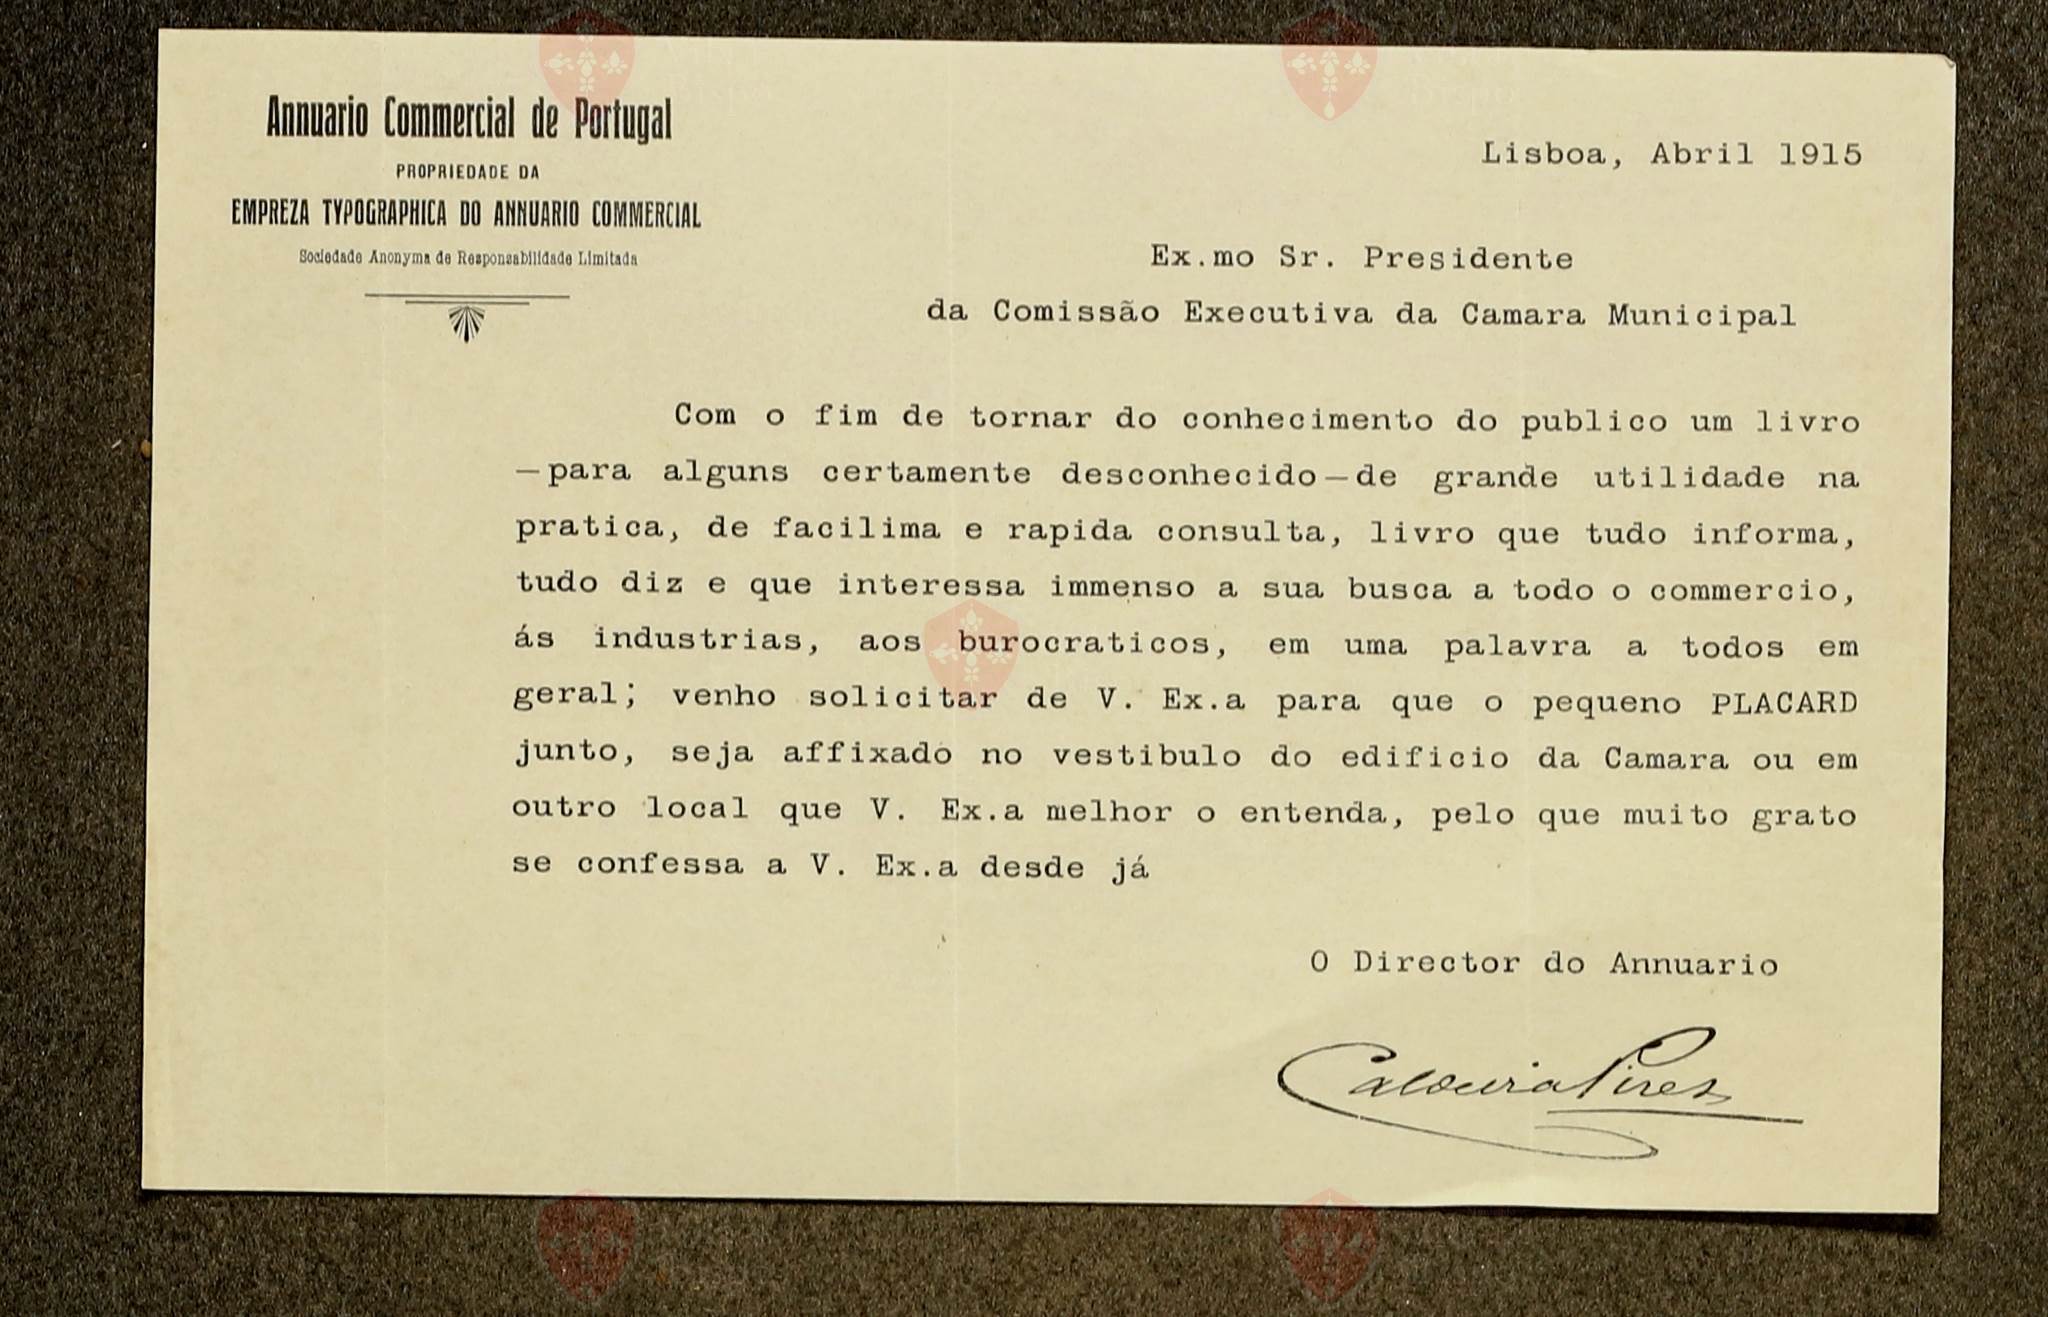 Annuario Commercial de Portugal
PROPRIEDADE DA
EMPREZA TYPOGRAPHICA DO ANNUARIO COMMERCIAL
Sociedade Anonyma de Responsabilidade Limitada
Lisboa, Abril 1915
Ex.mo Sr. Presidente
da Comissão Executiva da Camara Municipal
Com o fim de tornar do conhecimento do publico um livro
—para alguns certamente desconhecido—de grande utilidade na
pratica, de facilima e rapida consulta, livro que tudo informa,
tudo diz e que interessa immenso a sua busca a todo o commercio,
ás industrias, aos burocraticos, em uma palavra a todos em
geral; venho solicitar de V. Ex.a para que o pequeno PLACARD
junto, seja affixado no vestibulo do edificio da Camara ou em
outro local que V. Ex.a melhor o entenda, pelo que muito grato
se confessa a V. Ex.a desde já
O Director do Annuario
Caldeira Pires